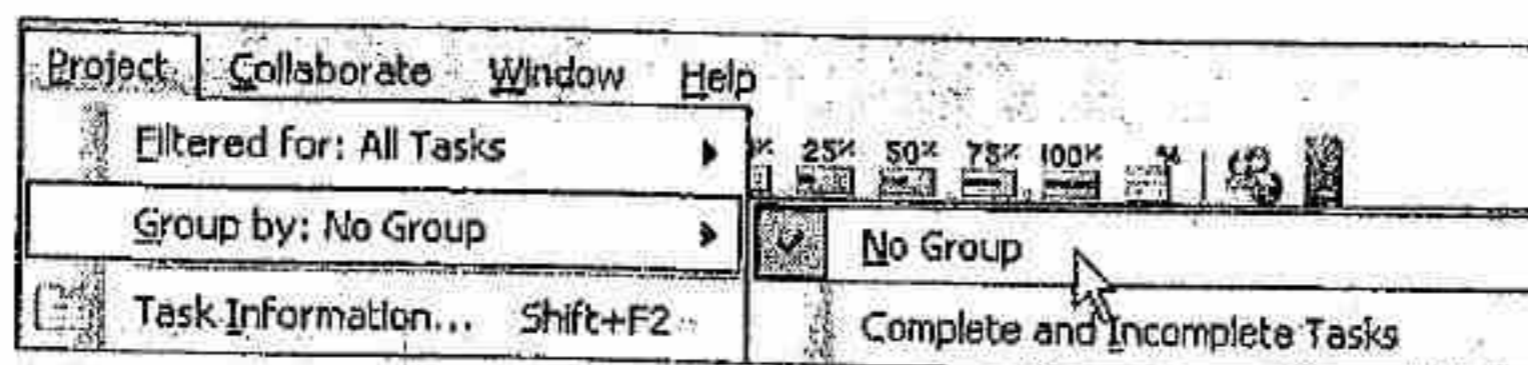 Project Collaborate Window Help
Filtered for: All Tasks
25% 50% 75% 100%
Group by: No Group
No Group
Task Information... Shift+F2
Complete and Incomplete Tasks